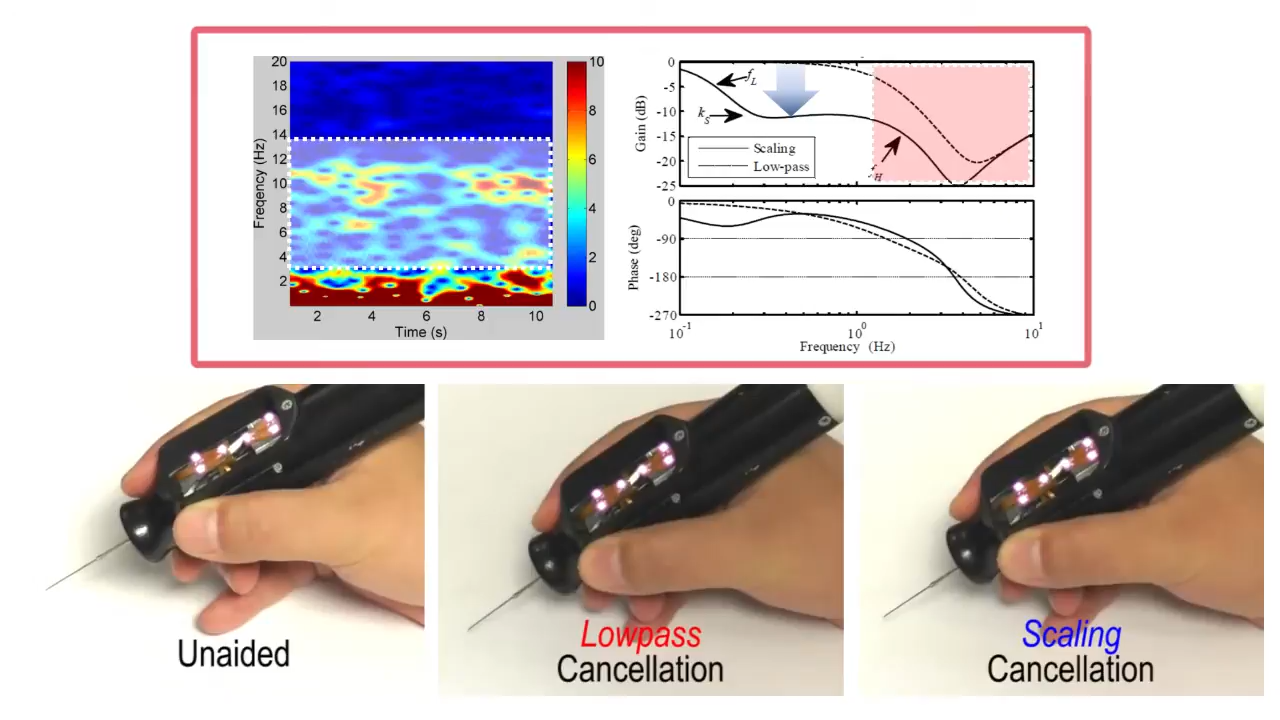 20
18
16
14
12
10
8
6
4
2
Freqency (Hz)
2 4 6 8 10
Time (s)
10
8
6
4
2
0
0
-5
-10
-15
-20
-25
Gain (dB)
f_L
k_S
Scaling
Low-pass
0
-90
-180
-270
Phase (deg)
10^-1 10^0 10^1
Frequency (Hz)
Unaided
Lowpass
Cancellation
Scaling
Cancellation